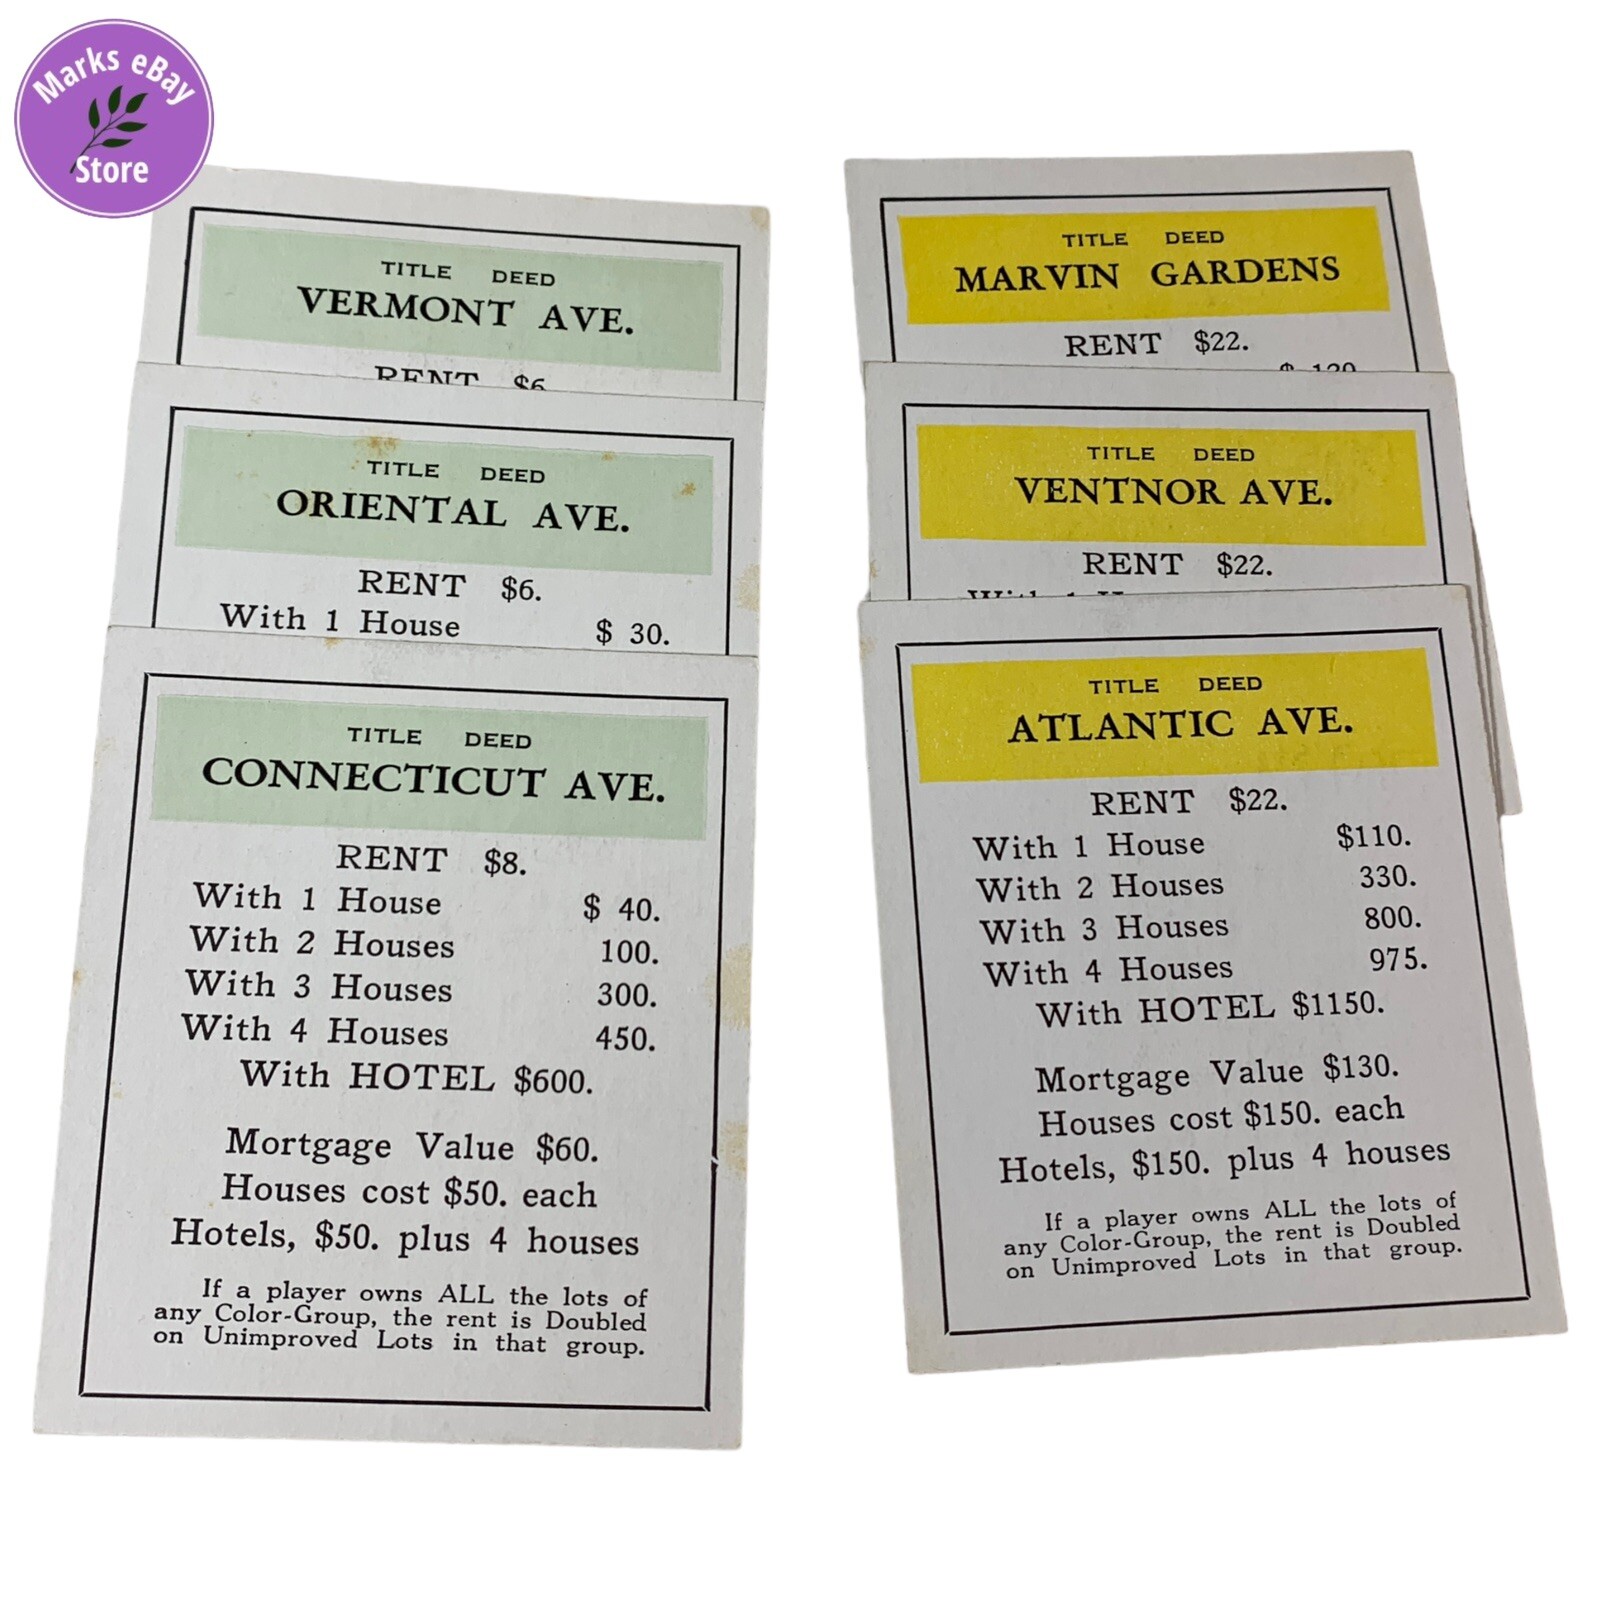 Marks eBay
Store
TITLE DEED
VERMONT AVE.
RENT $6
TITLE DEED
ORIENTAL AVE.
RENT $6.
With 1 House $ 30.
TITLE DEED
CONNECTICUT AVE.
RENT $8.
With 1 House $ 40.
With 2 Houses 100.
With 3 Houses 300.
With 4 Houses 450.
With HOTEL $600.
Mortgage Value $60.
Houses cost $50. each
Hotels, $50. plus 4 houses
If a player owns ALL the lots of
any Color-Group, the rent is Doubled
on Unimproved Lots in that group.
TITLE DEED
MARVIN GARDENS
RENT $22.
$ 120
TITLE DEED
VENTNOR AVE.
RENT $22.
With 1 H
TITLE DEED
ATLANTIC AVE.
RENT $22.
With 1 House $110.
With 2 Houses 330.
With 3 Houses 800.
With 4 Houses 975.
With HOTEL $1150.
Mortgage Value $130.
Houses cost $150. each
Hotels, $150. plus 4 houses
If a player owns ALL the lots of
any Color-Group, the rent is Doubled
on Unimproved Lots in that group.